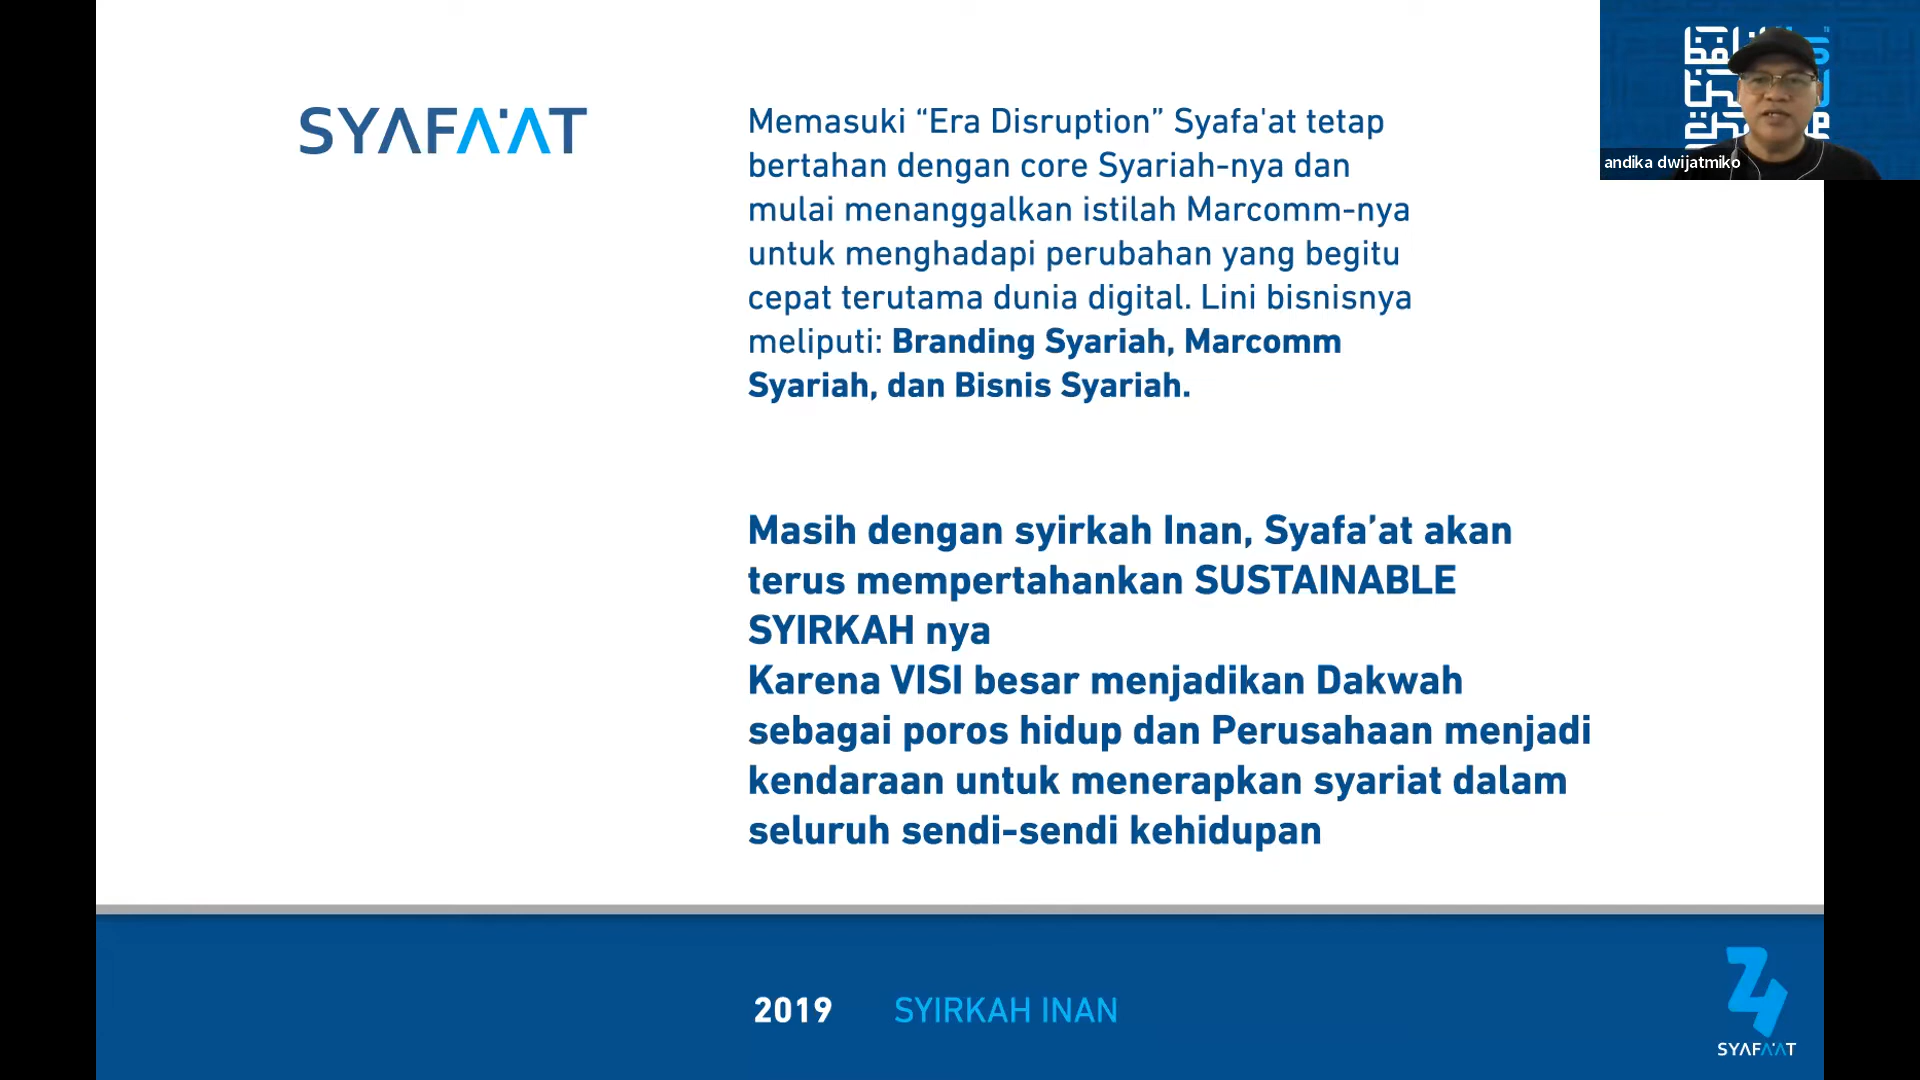 SYAFA'AT
Memasuki “Era Disruption” Syafa'at tetap
bertahan dengan core Syariah-nya dan
mulai menanggalkan istilah Marcomm-nya
untuk menghadapi perubahan yang begitu
cepat terutama dunia digital. Lini bisnisnya
meliputi: Branding Syariah, Marcomm
Syariah, dan Bisnis Syariah.
Masih dengan syirkah Inan, Syafa’at akan
terus mempertahankan SUSTAINABLE
SYIRKAH nya
Karena VISI besar menjadikan Dakwah
sebagai poros hidup dan Perusahaan menjadi
kendaraan untuk menerapkan syariat dalam
seluruh sendi-sendi kehidupan
2019 SYIRKAH INAN
24
SYAFA'AT
andika dwijatmiko